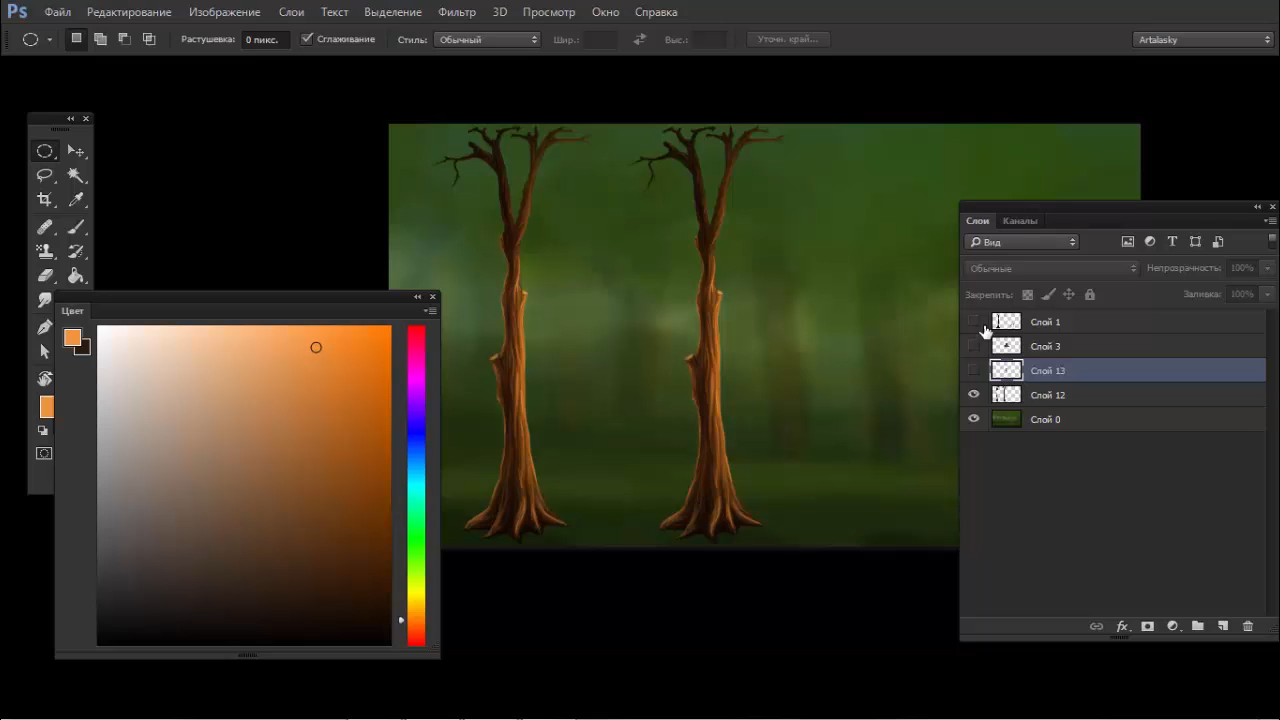 Ps Файл Редактирование Изображение Слои Текст Выделение Фильтр 3D Просмотр Окно Справка
Растушевка: 0 пикс. Сглаживание Стиль: Обычный Шир.: Выс.: Уточн. край... Artalasky
Слои Каналы
Вид
Обычные Непрозрачность: 100%
Закрепить: Заливка: 100%
Цвет
Слой 1
Слой 3
Слой 13
Слой 12
Слой 0
fx